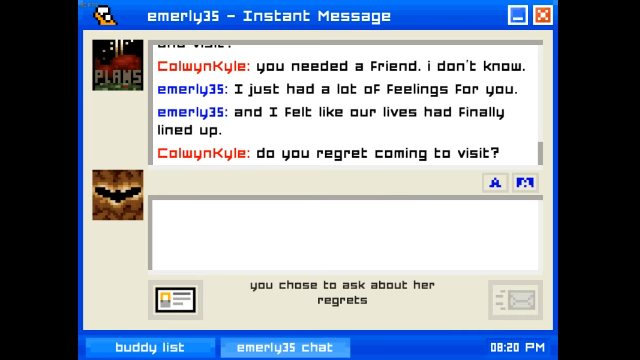 emerly35 - Instant Message
ColwynKyle: you needed a friend. i don't know.
emerly35: I just had a lot of feelings for you.
emerly35: and I felt like our lives had finally
lined up.
ColwynKyle: do you regret coming to visit?
PLANS
A
you chose to ask about her
regrets
buddy list
emerly35 chat
08:20 PM